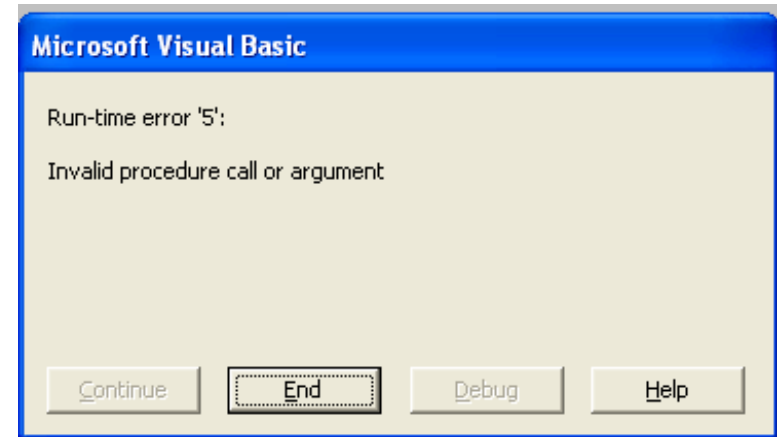 Microsoft Visual Basic
Run-time error '5':
Invalid procedure call or argument
Continue End Debug Help